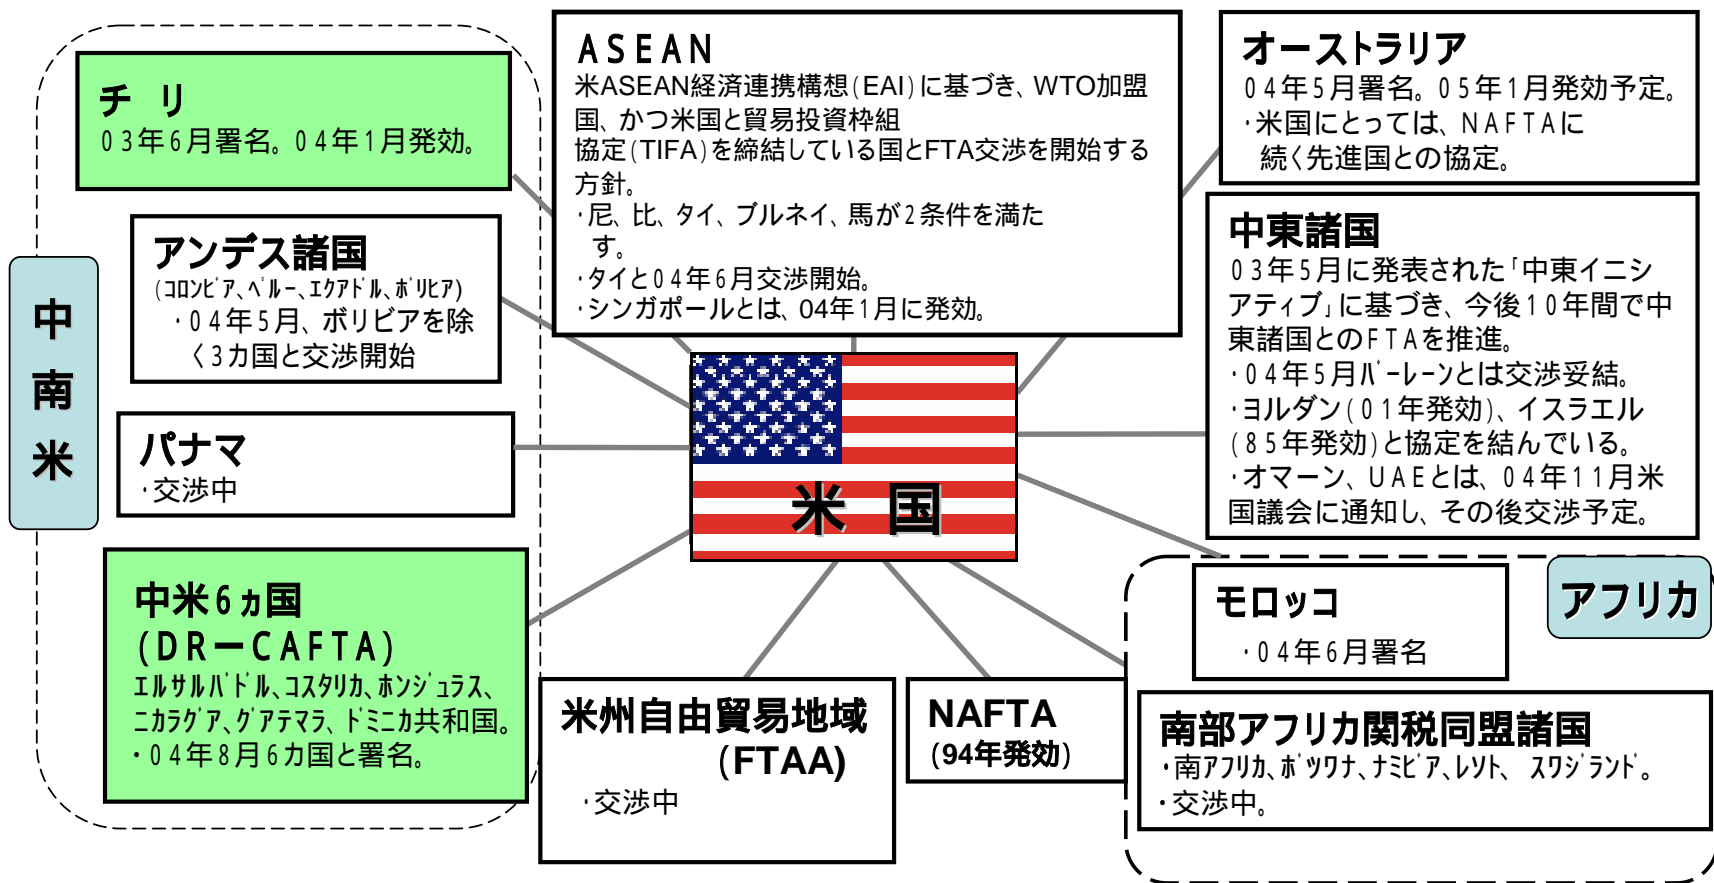 チ リ
03年6月署名。04年1月発効。
アンデス諸国
(ｺﾛﾝﾋﾞｱ、ﾍﾟﾙｰ、ｴｸｱﾄﾞﾙ、ﾎﾞﾘﾋﾞｱ)
・04年5月、ボリビアを除
く3カ国と交渉開始
中
南
米
パナマ
・交渉中
中米6ヵ国
(DRーCAFTA)
ｴﾙｻﾙﾊﾞﾄﾞﾙ、ｺｽﾀﾘｶ、ﾎﾝｼﾞｭﾗｽ、
ﾆｶﾗｸﾞｱ、ｸﾞｱﾃﾏﾗ、ﾄﾞﾐﾆｶ共和国。
・04年8月6カ国と署名。
ASEAN
米ASEAN経済連携構想(EAI)に基づき、WTO加盟
国、かつ米国と貿易投資枠組
協定(TIFA)を締結している国とFTA交渉を開始する
方針。
・尼、比、タイ、ブルネイ、馬が2条件を満た
す。
・タイと04年6月交渉開始。
・シンガポールとは、04年1月に発効。
米 国
米州自由貿易地域
(FTAA)
・交渉中
NAFTA
(94年発効)
オーストラリア
04年5月署名。05年1月発効予定。
・米国にとっては、NAFTAに
続く先進国との協定。
中東諸国
03年5月に発表された「中東イニシ
アティブ」に基づき、今後10年間で中
東諸国とのFTAを推進。
・04年5月ﾊﾞｰﾚｰﾝとは交渉妥結。
・ヨルダン(01年発効)、イスラエル
(85年発効)と協定を結んでいる。
・オマーン、UAEとは、04年11月米
国議会に通知し、その後交渉予定。
アフリカ
モロッコ
・04年6月署名
南部アフリカ関税同盟諸国
・南ｱﾌﾘｶ、ﾎﾞﾂﾜﾅ、ﾅﾐﾋﾞｱ、ﾚｿﾄ、 ｽﾜｼﾞﾗﾝﾄﾞ。
・交渉中。